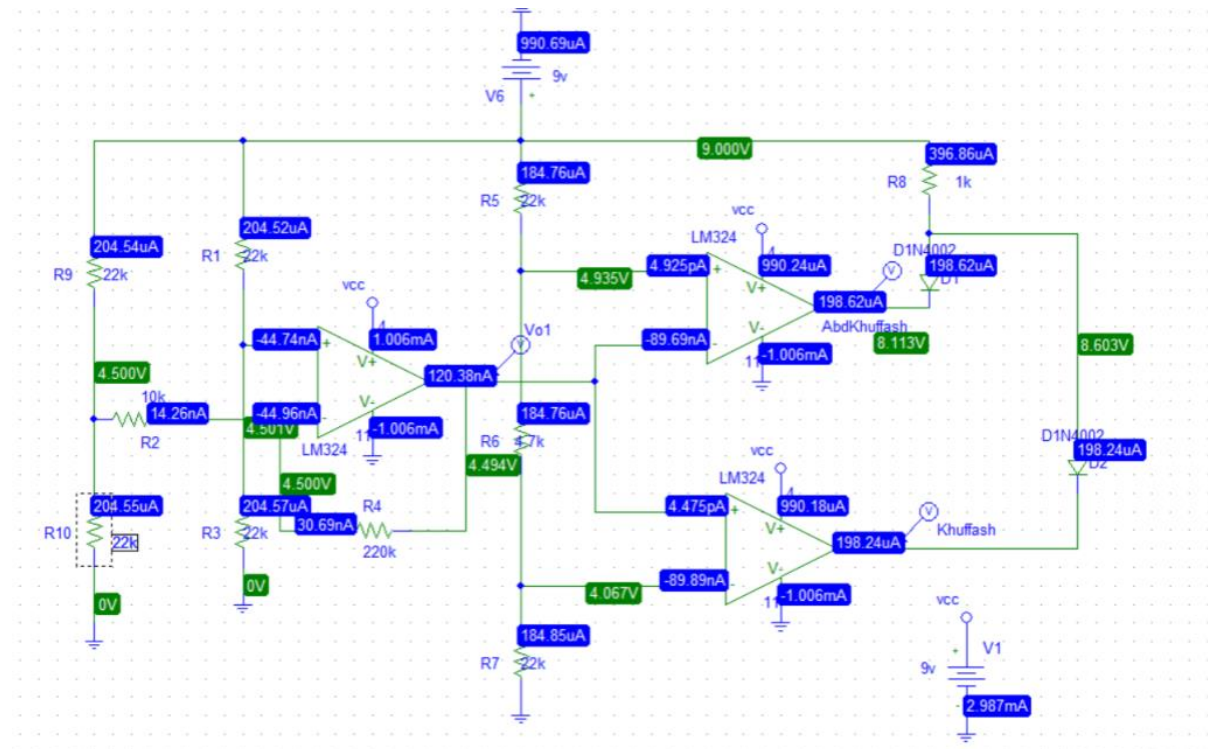 990.69uA
9v
V6
9.000V
184.76uA
R5
22k
396.86uA
R8
1k
204.54uA
R9
22k
204.52uA
R1
22k
vcc
LM324
4.925pA
+
4
V+
990.24uA
D1N4002
198.62uA
D1
4.935V
198.62uA
AbdKhuffash
8.113V
-89.69nA
-
V-
11
-1.006mA
8.603V
vcc
4
1.006mA
-44.74nA
+
V+
Vo1
120.38nA
4.500V
10k
14.26nA
R2
-44.96nA
-
V-
11
-1.006mA
4.501V
LM324
184.76uA
R6
4.7k
4.494V
4.500V
D1N4002
198.24uA
D2
vcc
LM324
4.475pA
+
4
V+
990.18uA
Khuffash
198.24uA
-89.89nA
-
V-
11
-1.006mA
4.067V
204.55uA
R10
22k
204.57uA
R3
22k
30.69nA
R4
220k
0V
0V
184.85uA
R7
22k
vcc
V1
9v
2.987mA